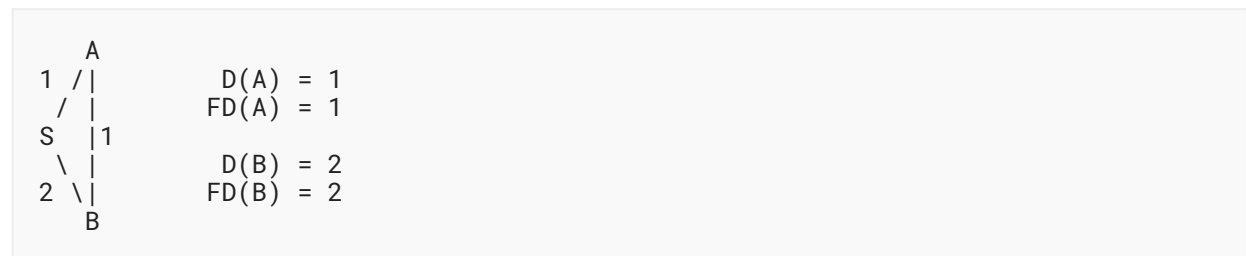 A
1 /|        D(A) = 1
 / |       FD(A) = 1
S  |1
 \ |        D(B) = 2
2 \|       FD(B) = 2
    B